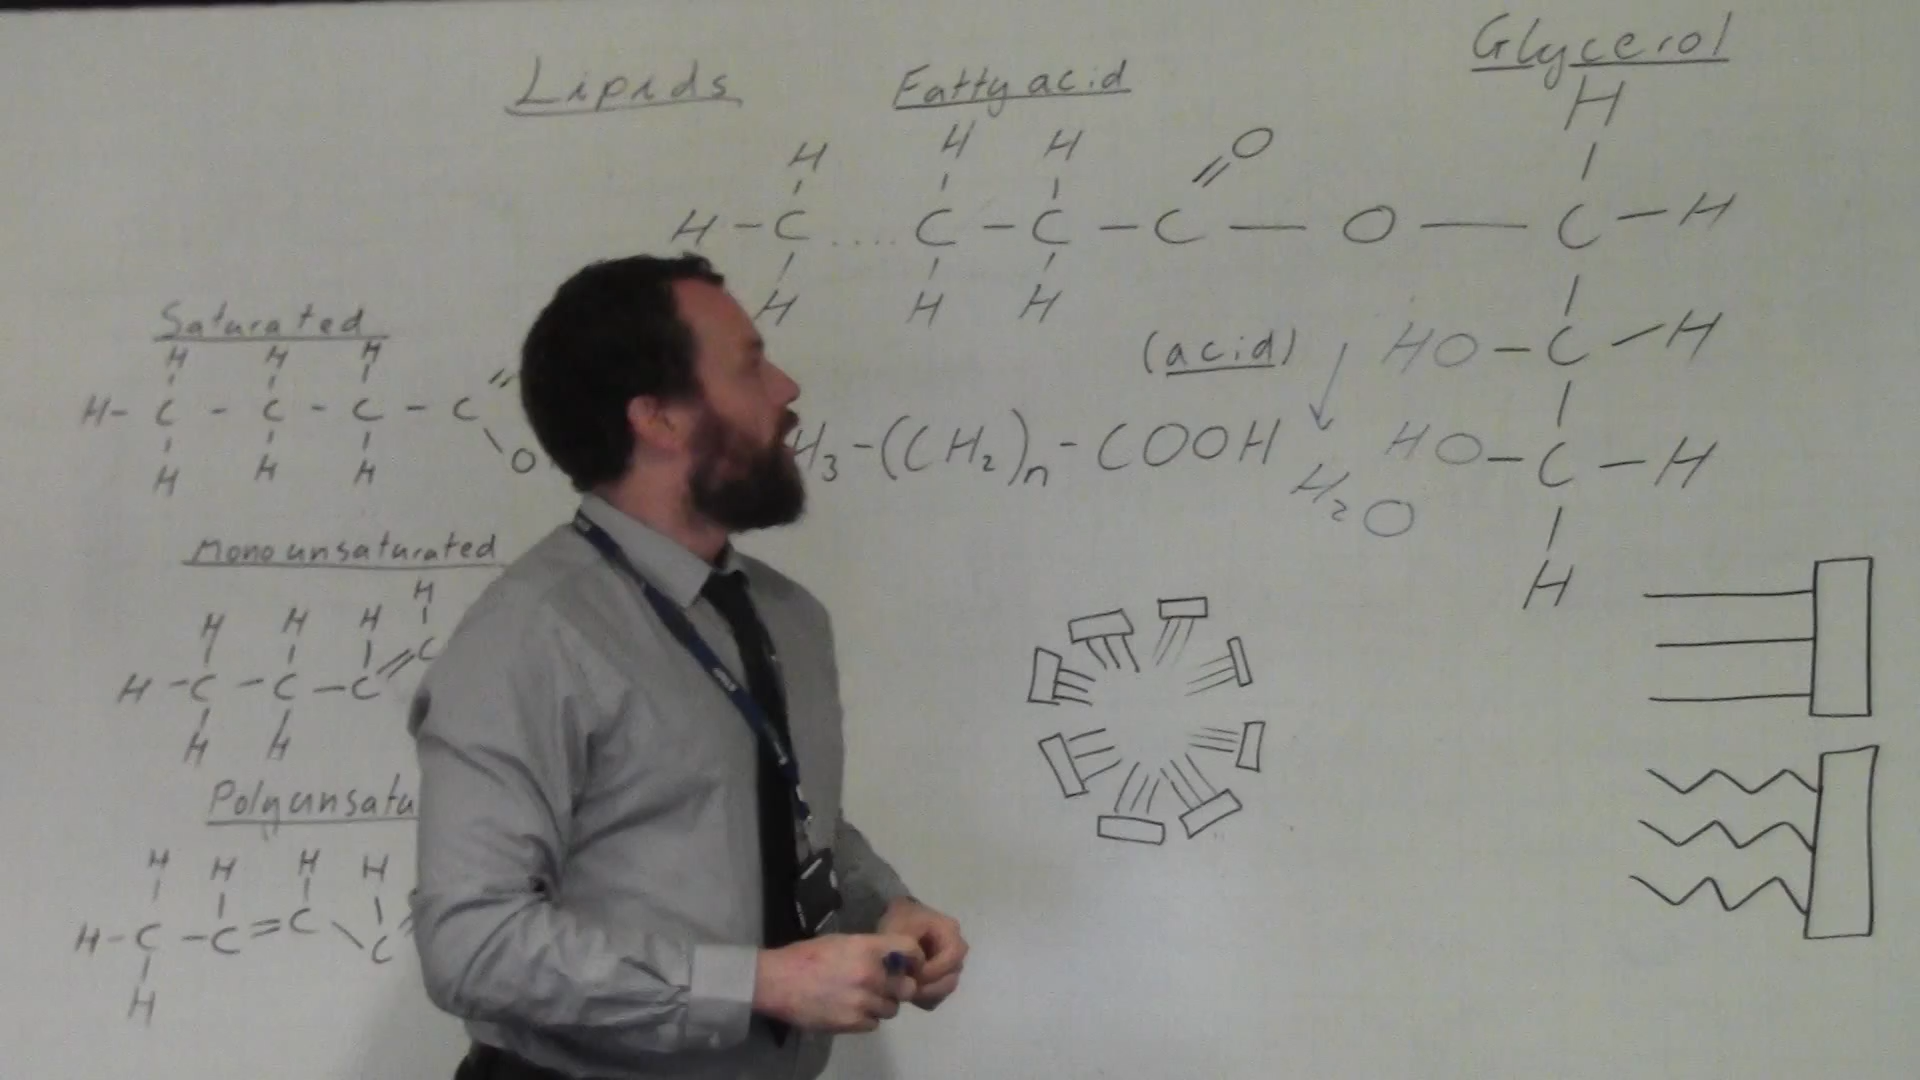 Lipids
Fatty acid
Glycerol
H
H H H O
H - C .... C - C - C - O - C - H
H H H
(acid)
HO - C - H
H3 - (CH2)n - COOH
H2O
HO - C - H
H
Saturated
H H H
H - C - C - C - C
O
H H H
Monounsaturated
H
H H H
C
H - C - C - C
H H
Polyunsatu
H H H H
H - C - C = C
C
H